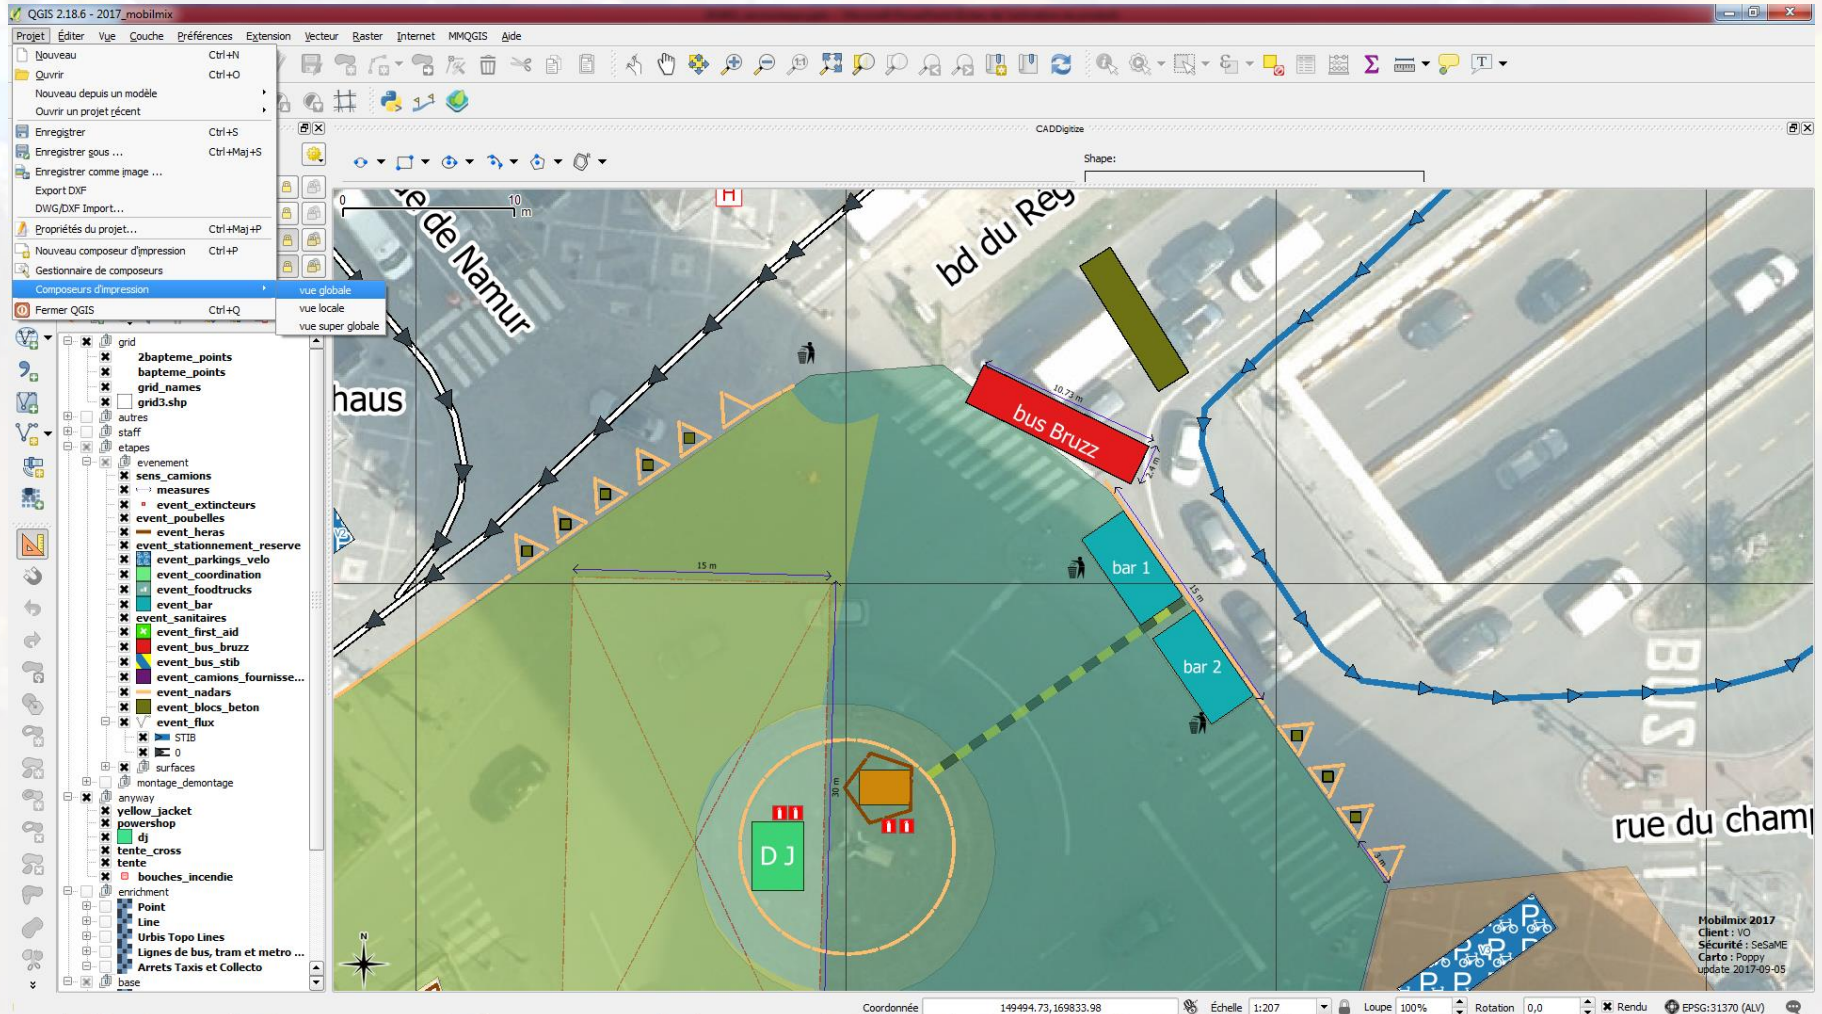 QGIS 2.18.6 - 2017_mobilmix
Projet Éditer Vue Couche Préférences Extension Vecteur Raster Internet MMQGIS Aide
Nouveau Ctrl+N
Ouvrir Ctrl+O
Nouveau depuis un modèle
Ouvrir un projet récent
Enregistrer Ctrl+S
Enregistrer sous ... Ctrl+Maj+S
Enregistrer comme image ...
Export DXF
DWG/DXF Import...
Propriétés du projet... Ctrl+Maj+P
Nouveau composeur d'impression Ctrl+P
Gestionnaire de composeurs
Composeurs d'impression
Fermer QGIS Ctrl+Q
vue globale
vue locale
vue super globale
CADDigitize
Shape:
grid
2bapteme_points
bapteme_points
grid_names
grid3.shp
autres
staff
etapes
evenement
sens_camions
measures
event_extincteurs
event_poubelles
event_heras
event_stationnement_reserve
event_parkings_velo
event_coordination
event_foodtrucks
event_bar
event_sanitaires
event_first_aid
event_bus_bruzz
event_bus_stib
event_camions_fournisse...
event_nadars
event_blocs_beton
event_flux
STIB
0
surfaces
montage_demontage
anyway
yellow_jacket
powershop
dj
tente_cross
tente
bouches_incendie
enrichment
Point
Line
Urbis Topo Lines
Lignes de bus, tram et metro ...
Arrets Taxis et Collecto
base
0 10
m
H
ue de Namur
bd du Rég
haus
10.73 m
bus Bruzz
2.4 m
15 m
bar 1
15 m
bar 2
30 m
D J
3 m
BUS
rue du champ
V2
P
P
P P
N
Mobilmix 2017
Client : VO
Sécurité : SeSaME
Carto : Poppy
update 2017-09-05
Coordonnée 149494.73,169833.98 Échelle 1:207 Loupe 100% Rotation 0,0 Rendu EPSG:31370 (ALV)